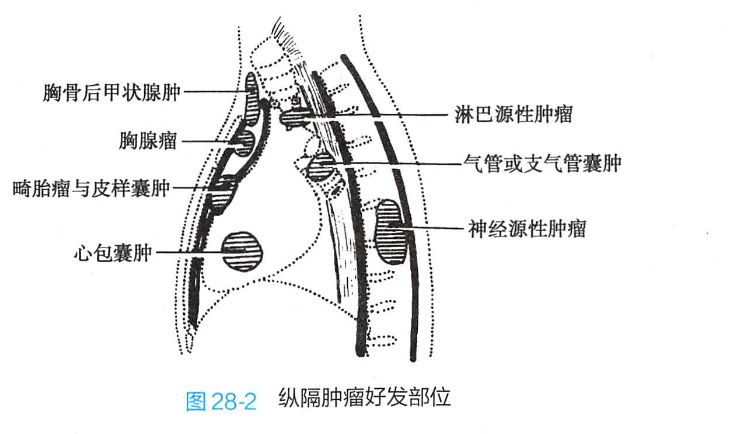 胸骨后甲状腺肿
胸腺瘤
畸胎瘤与皮样囊肿
心包囊肿
淋巴源性肿瘤
气管或支气管囊肿
神经源性肿瘤
图 28-2 纵隔肿瘤好发部位